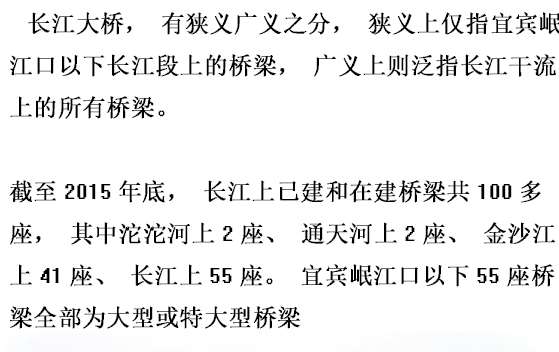 长江大桥， 有狭义广义之分， 狭义上仅指宜宾岷
江口以下长江段上的桥梁， 广义上则泛指长江干流
上的所有桥梁。
截至 2015 年底， 长江上已建和在建桥梁共 100 多
座， 其中沱沱河上 2 座、 通天河上 2 座、 金沙江
上 41 座、 长江上 55 座。 宜宾岷江口以下 55 座桥
梁全部为大型或特大型桥梁